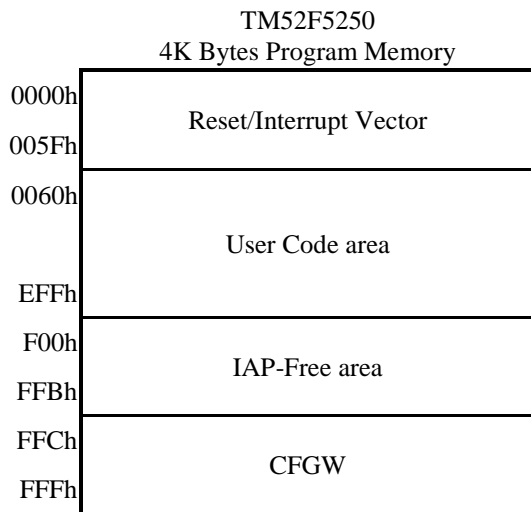 TM52F5250
4K Bytes Program Memory
0000h
Reset/Interrupt Vector
005Fh
0060h
User Code area
EFFh
F00h
IAP-Free area
FFBh
FFCh
CFGW
FFFh